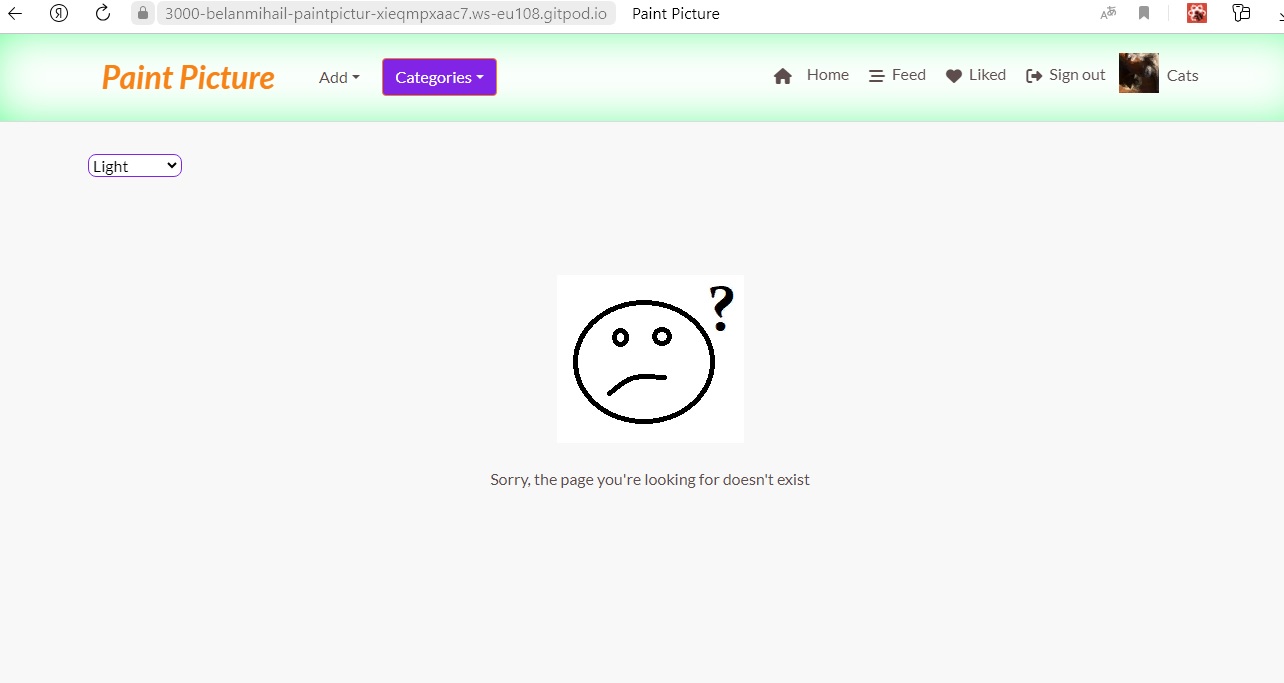 3000-belanmihail-paintpictur-xieqmpxaac7.ws-eu108.gitpod.io Paint Picture
Paint Picture Add Categories Home Feed Liked Sign out Cats
Light
?
Sorry, the page you're looking for doesn't exist